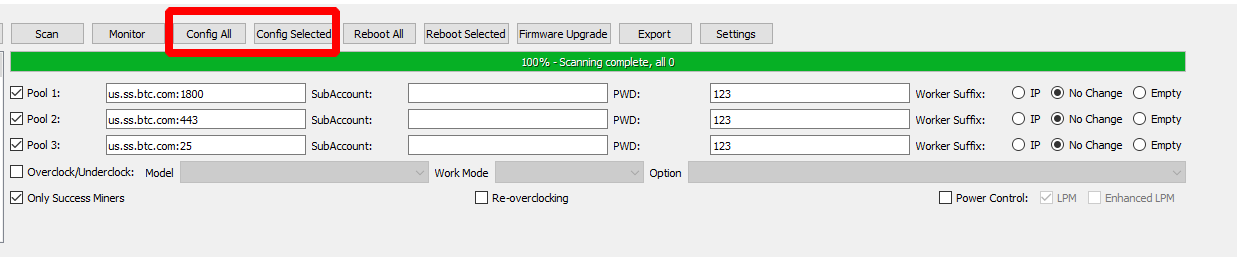 Scan Monitor Config All Config Selected Reboot All Reboot Selected Firmware Upgrade Export Settings
100% - Scanning complete, all 0
Pool 1: us.ss.btc.com:1800 SubAccount: PWD: 123 Worker Suffix: IP No Change Empty
Pool 2: us.ss.btc.com:443 SubAccount: PWD: 123 Worker Suffix: IP No Change Empty
Pool 3: us.ss.btc.com:25 SubAccount: PWD: 123 Worker Suffix: IP No Change Empty
Overclock/Underclock: Model Work Mode Option
Only Success Miners Re-overclocking Power Control: LPM Enhanced LPM